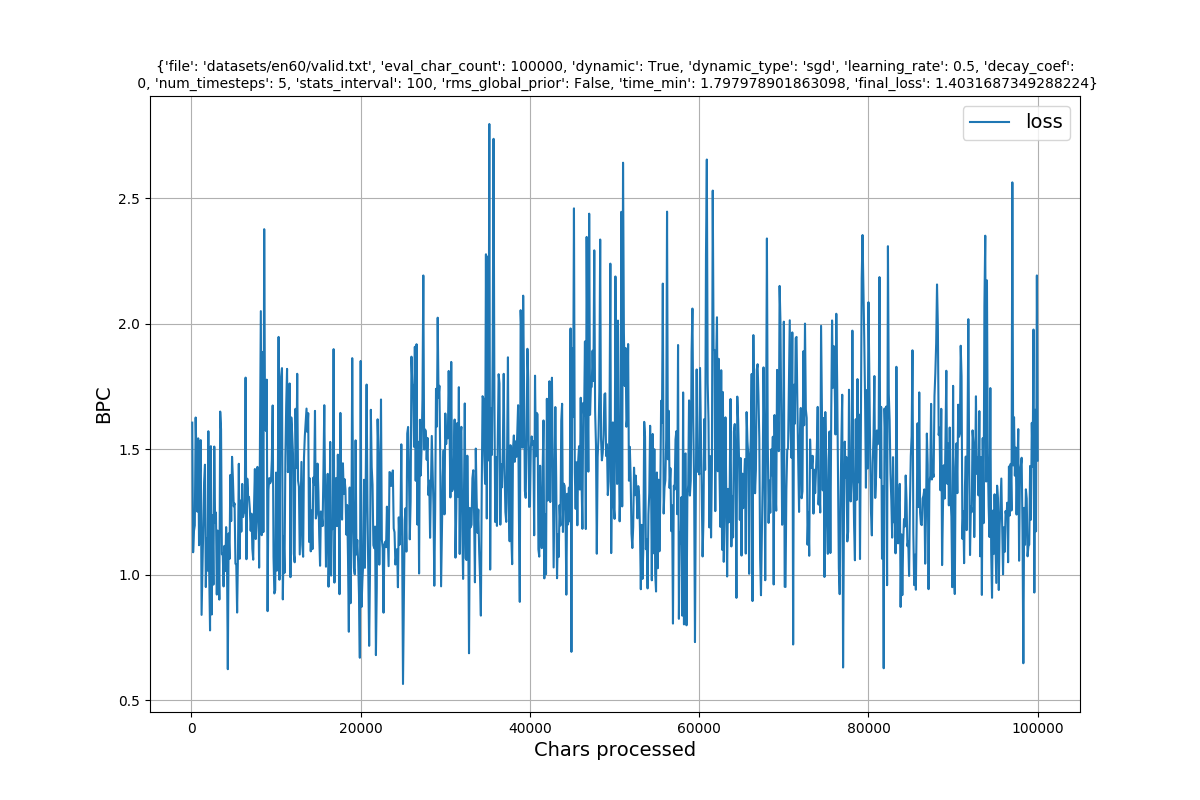 {'file': 'datasets/en60/valid.txt', 'eval_char_count': 100000, 'dynamic': True, 'dynamic_type': 'sgd', 'learning_rate': 0.5, 'decay_coef':
0, 'num_timesteps': 5, 'stats_interval': 100, 'rms_global_prior': False, 'time_min': 1.797978901863098, 'final_loss': 1.4031687349288224}
loss
2.5
2.0
1.5
1.0
0.5
BPC
0 20000 40000 60000 80000 100000
Chars processed